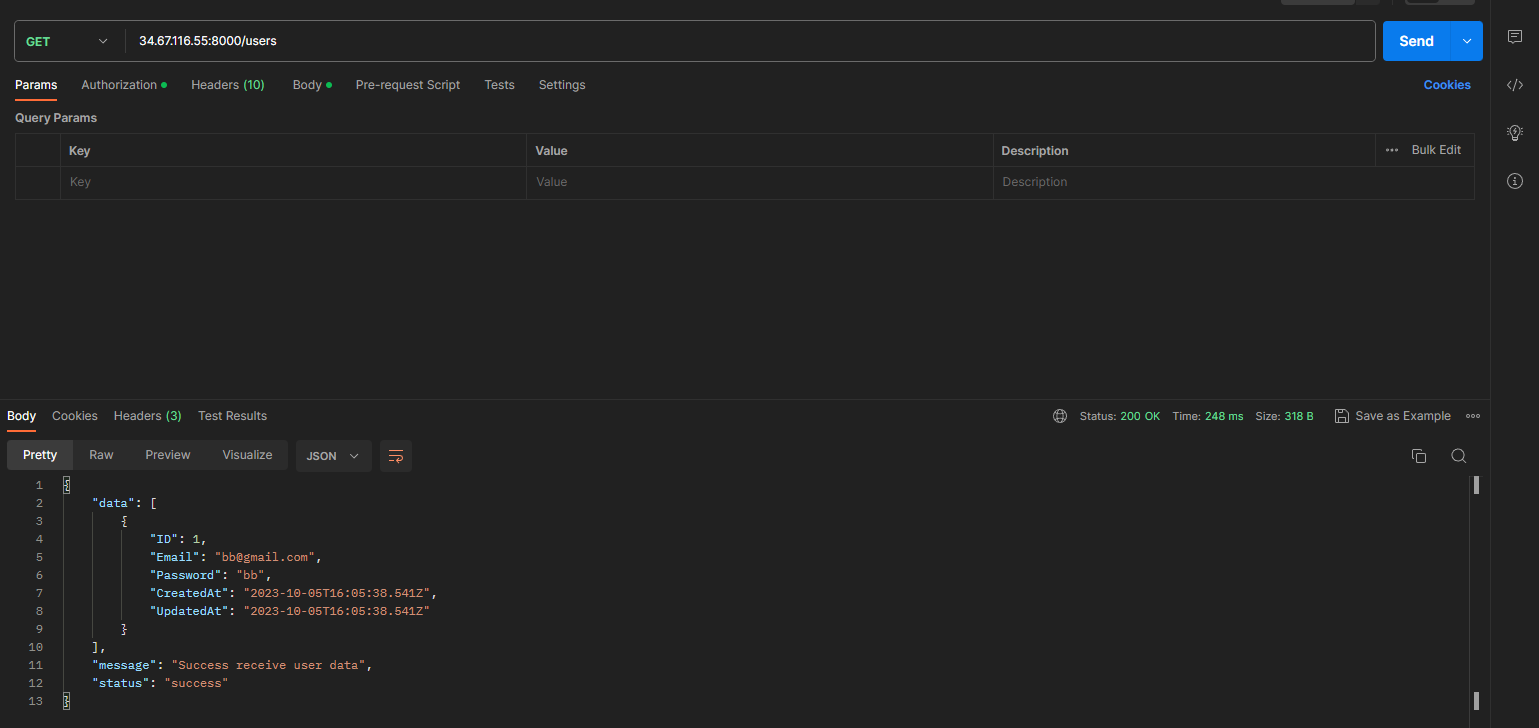 GET 34.67.116.55:8000/users Send
Params Authorization Headers (10) Body Pre-request Script Tests Settings Cookies
Query Params
Key Value Description ••• Bulk Edit
Key Value Description
Body Cookies Headers (3) Test Results Status: 200 OK Time: 248 ms Size: 318 B Save as Example
Pretty Raw Preview Visualize JSON
1 {
2 "data": [
3 {
4 "ID": 1,
5 "Email": "bb@gmail.com",
6 "Password": "bb",
7 "CreatedAt": "2023-10-05T16:05:38.541Z",
8 "UpdatedAt": "2023-10-05T16:05:38.541Z"
9 }
10 ],
11 "message": "Success receive user data",
12 "status": "success"
13 }